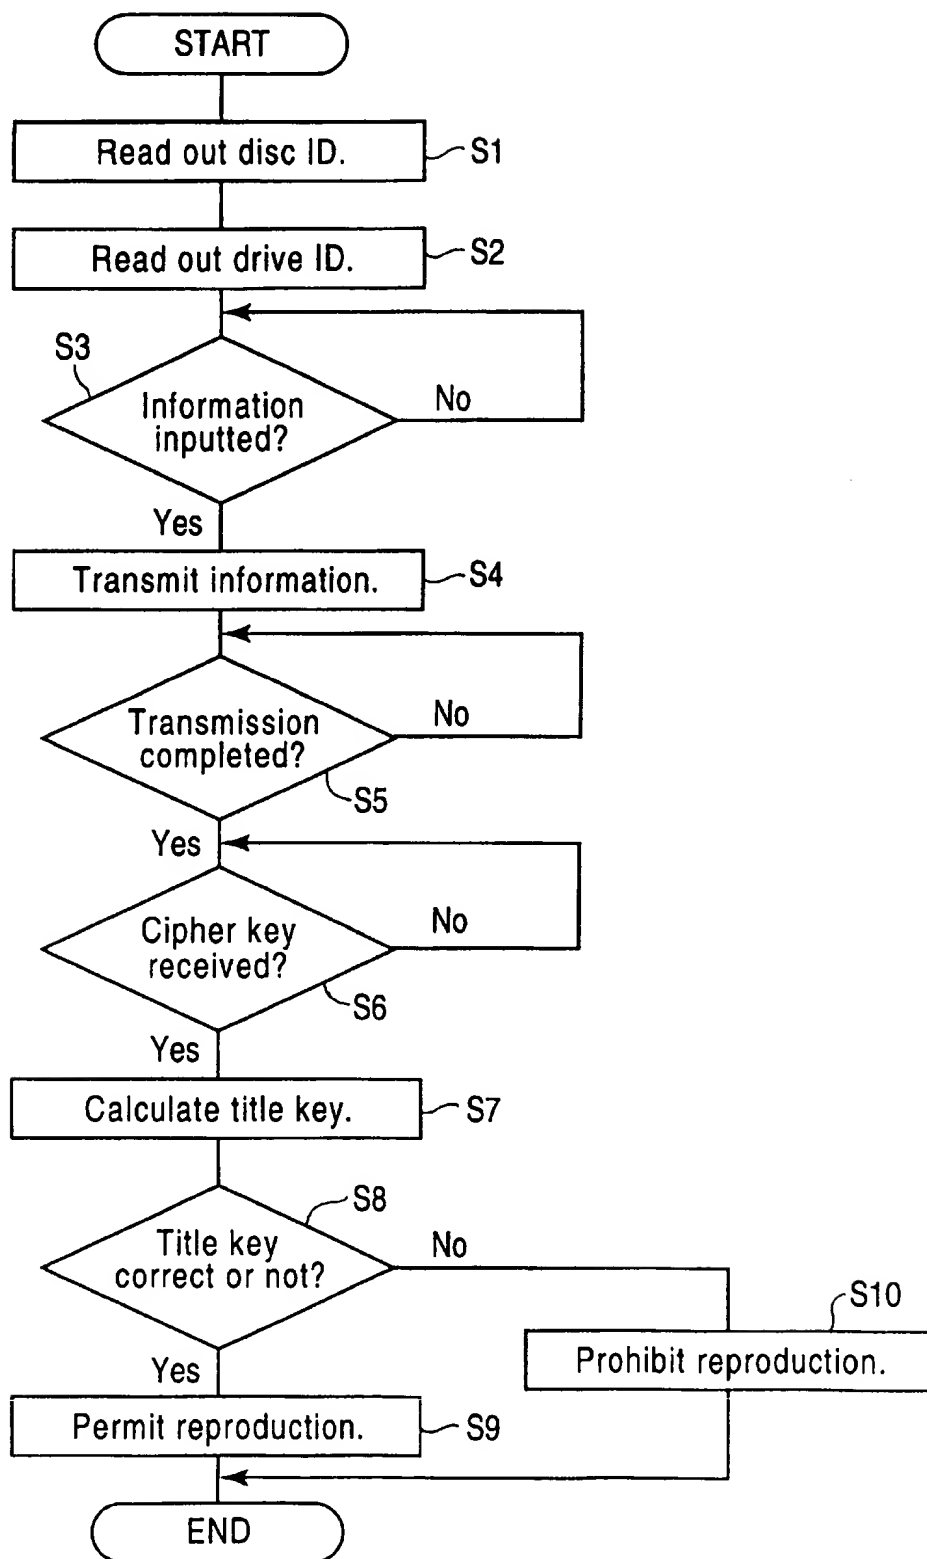 START
Read out disc ID.
S1
Read out drive ID.
S2
S3
Information
inputted?
No
Yes
Transmit information.
S4
Transmission
completed?
No
S5
Yes
Cipher key
received?
No
S6
Yes
Calculate title key.
S7
S8
Title key
correct or not?
No
S10
Prohibit reproduction.
Yes
Permit reproduction.
S9
END